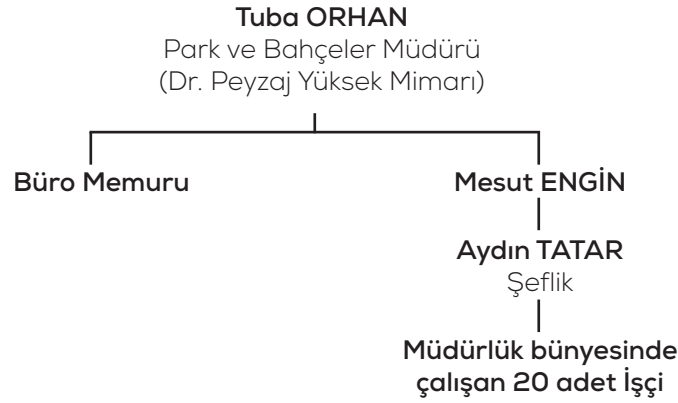 Tuba ORHAN
Park ve Bahçeler Müdürü
(Dr. Peyzaj Yüksek Mimarı)
Büro Memuru
Mesut ENGİN
Aydın TATAR
Şeflik
Müdürlük bünyesinde
çalışan 20 adet İşçi